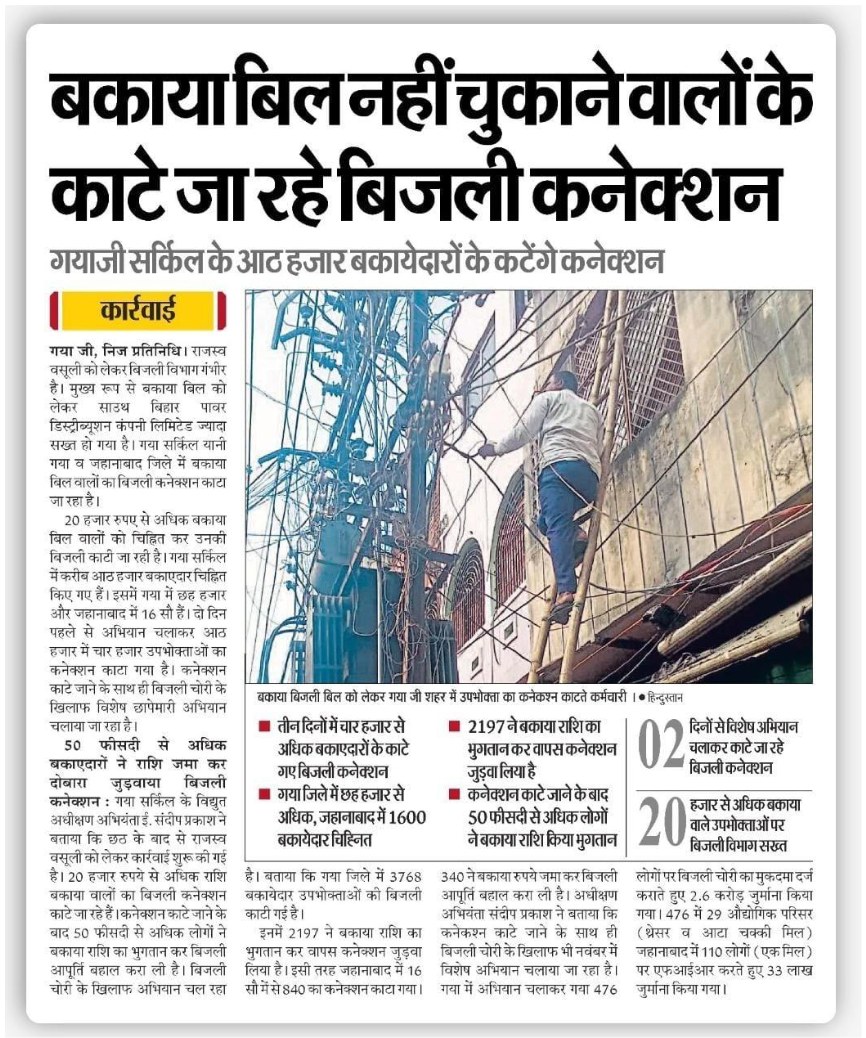 बकाया बिल नहीं चुकाने वालों के
काटे जा रहे बिजली कनेक्शन
गयाजी सर्किल के आठ हजार बकायेदारों के कटेंगे कनेक्शन
कार्रवाई
गया जी, निज प्रतिनिधि। राजस्व
वसूली को लेकर बिजली विभाग गंभीर
है। मुख्य रूप से बकाया बिल को
लेकर साउथ बिहार पावर
डिस्ट्रीब्यूशन कंपनी लिमिटेड ज्यादा
सख्त हो गया है। गया सर्किल यानी
गया व जहानाबाद जिले में बकाया
बिल वालों का बिजली कनेक्शन काटा
जा रहा है।
20 हजार रुपए से अधिक बकाया
बिल वालों को चिह्नित कर उनकी
बिजली काटी जा रही है। गया सर्किल
में करीब आठ हजार बकाएदार चिह्नित
किए गए हैं। इसमें गया में छह हजार
और जहानाबाद में 16 सौ हैं। दो दिन
पहले से अभियान चलाकर आठ
हजार में चार हजार उपभोक्ताओं का
कनेक्शन काटा गया है। कनेक्शन
काटे जाने के साथ ही बिजली चोरी के
खिलाफ विशेष छापेमारी अभियान
चलाया जा रहा है।
50 फीसदी से अधिक
बकाएदारों ने राशि जमा कर
दोबारा जुड़वाया बिजली
कनेक्शन : गया सर्किल के विद्युत
अधीक्षण अभियंता ई. संदीप प्रकाश ने
बताया कि छठ के बाद से राजस्व
वसूली को लेकर कार्रवाई शुरू की गई
है। 20 हजार रुपये से अधिक राशि
बकाया वालों का बिजली कनेक्शन
काटे जा रहे हैं। कनेक्शन काटे जाने के
बाद 50 फीसदी से अधिक लोगों ने
बकाया राशि का भुगतान कर बिजली
आपूर्ति बहाल करा ली है। बिजली
चोरी के खिलाफ अभियान चल रहा
बकाया बिजली बिल को लेकर गया जी शहर में उपभोक्ता का कनेकश्न काटते कर्मचारी । ● हिन्दुस्तान
तीन दिनों में चार हजार से
अधिक बकाएदारों के काटे
गए बिजली कनेक्शन
गया जिले में छह हजार से
अधिक, जहानाबाद में 1600
बकायेदार चिह्नित
2197 ने बकाया राशि का
भुगतान कर वापस कनेक्शन
जुड़वा लिया है
कनेक्शन काटे जाने के बाद
50 फीसदी से अधिक लोगों
ने बकाया राशि किया भुगतान
02 दिनों से विशेष अभियान
चलाकर काटे जा रहे
बिजली कनेक्शन
20 हजार से अधिक बकाया
वाले उपभोक्ताओं पर
बिजली विभाग सख्त
है। बताया कि गया जिले में 3768
बकायेदार उपभोक्ताओं की बिजली
काटी गई है।
इनमें 2197 ने बकाया राशि का
भुगतान कर वापस कनेक्शन जुड़वा
लिया है। इसी तरह जहानाबाद में 16
सौ में से 840 का कनेक्शन काटा गया।
340 ने बकाया रुपये जमा कर बिजली
आपूर्ति बहाल करा ली है। अधीक्षण
अभियंता संदीप प्रकाश ने बताया कि
कनेकश्न काटे जाने के साथ ही
बिजली चोरी के खिलाफ भी नवंबर में
विशेष अभियान चलाया जा रहा है।
गया में अभियान चलाकर गया 476
लोगों पर बिजली चोरी का मुकदमा दर्ज
कराते हुए 2.6 करोड़ जुर्माना किया
गया। 476 में 29 औद्योगिक परिसर
(थ्रेसर व आटा चक्की मिल)
जहानाबाद में 110 लोगों (एक मिल)
पर एफआईआर करते हुए 33 लाख
जुर्माना किया गया।